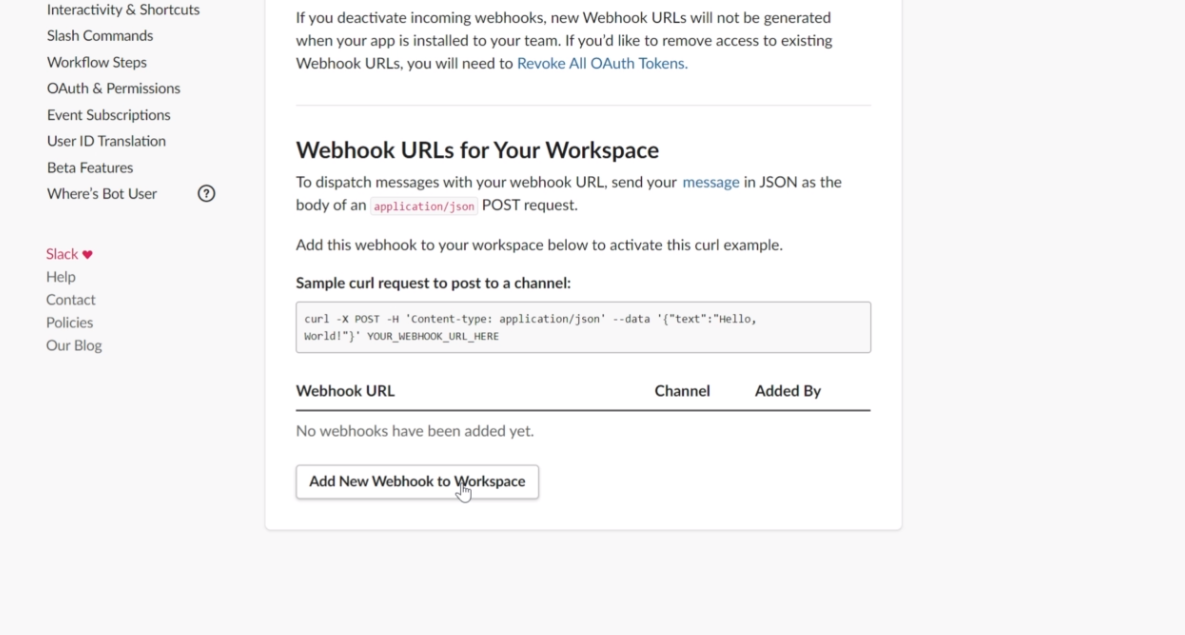 Interactivity & Shortcuts
Slash Commands
Workflow Steps
OAuth & Permissions
Event Subscriptions
User ID Translation
Beta Features
Where's Bot User ?
Slack ♥
Help
Contact
Policies
Our Blog
If you deactivate incoming webhooks, new Webhook URLs will not be generated
when your app is installed to your team. If you'd like to remove access to existing
Webhook URLs, you will need to Revoke All OAuth Tokens.
Webhook URLs for Your Workspace
To dispatch messages with your webhook URL, send your message in JSON as the
body of an application/json POST request.
Add this webhook to your workspace below to activate this curl example.
Sample curl request to post to a channel:
curl -X POST -H 'Content-type: application/json' --data '{"text":"Hello,
World!"}' YOUR_WEBHOOK_URL_HERE
Webhook URL Channel Added By
No webhooks have been added yet.
Add New Webhook to Workspace